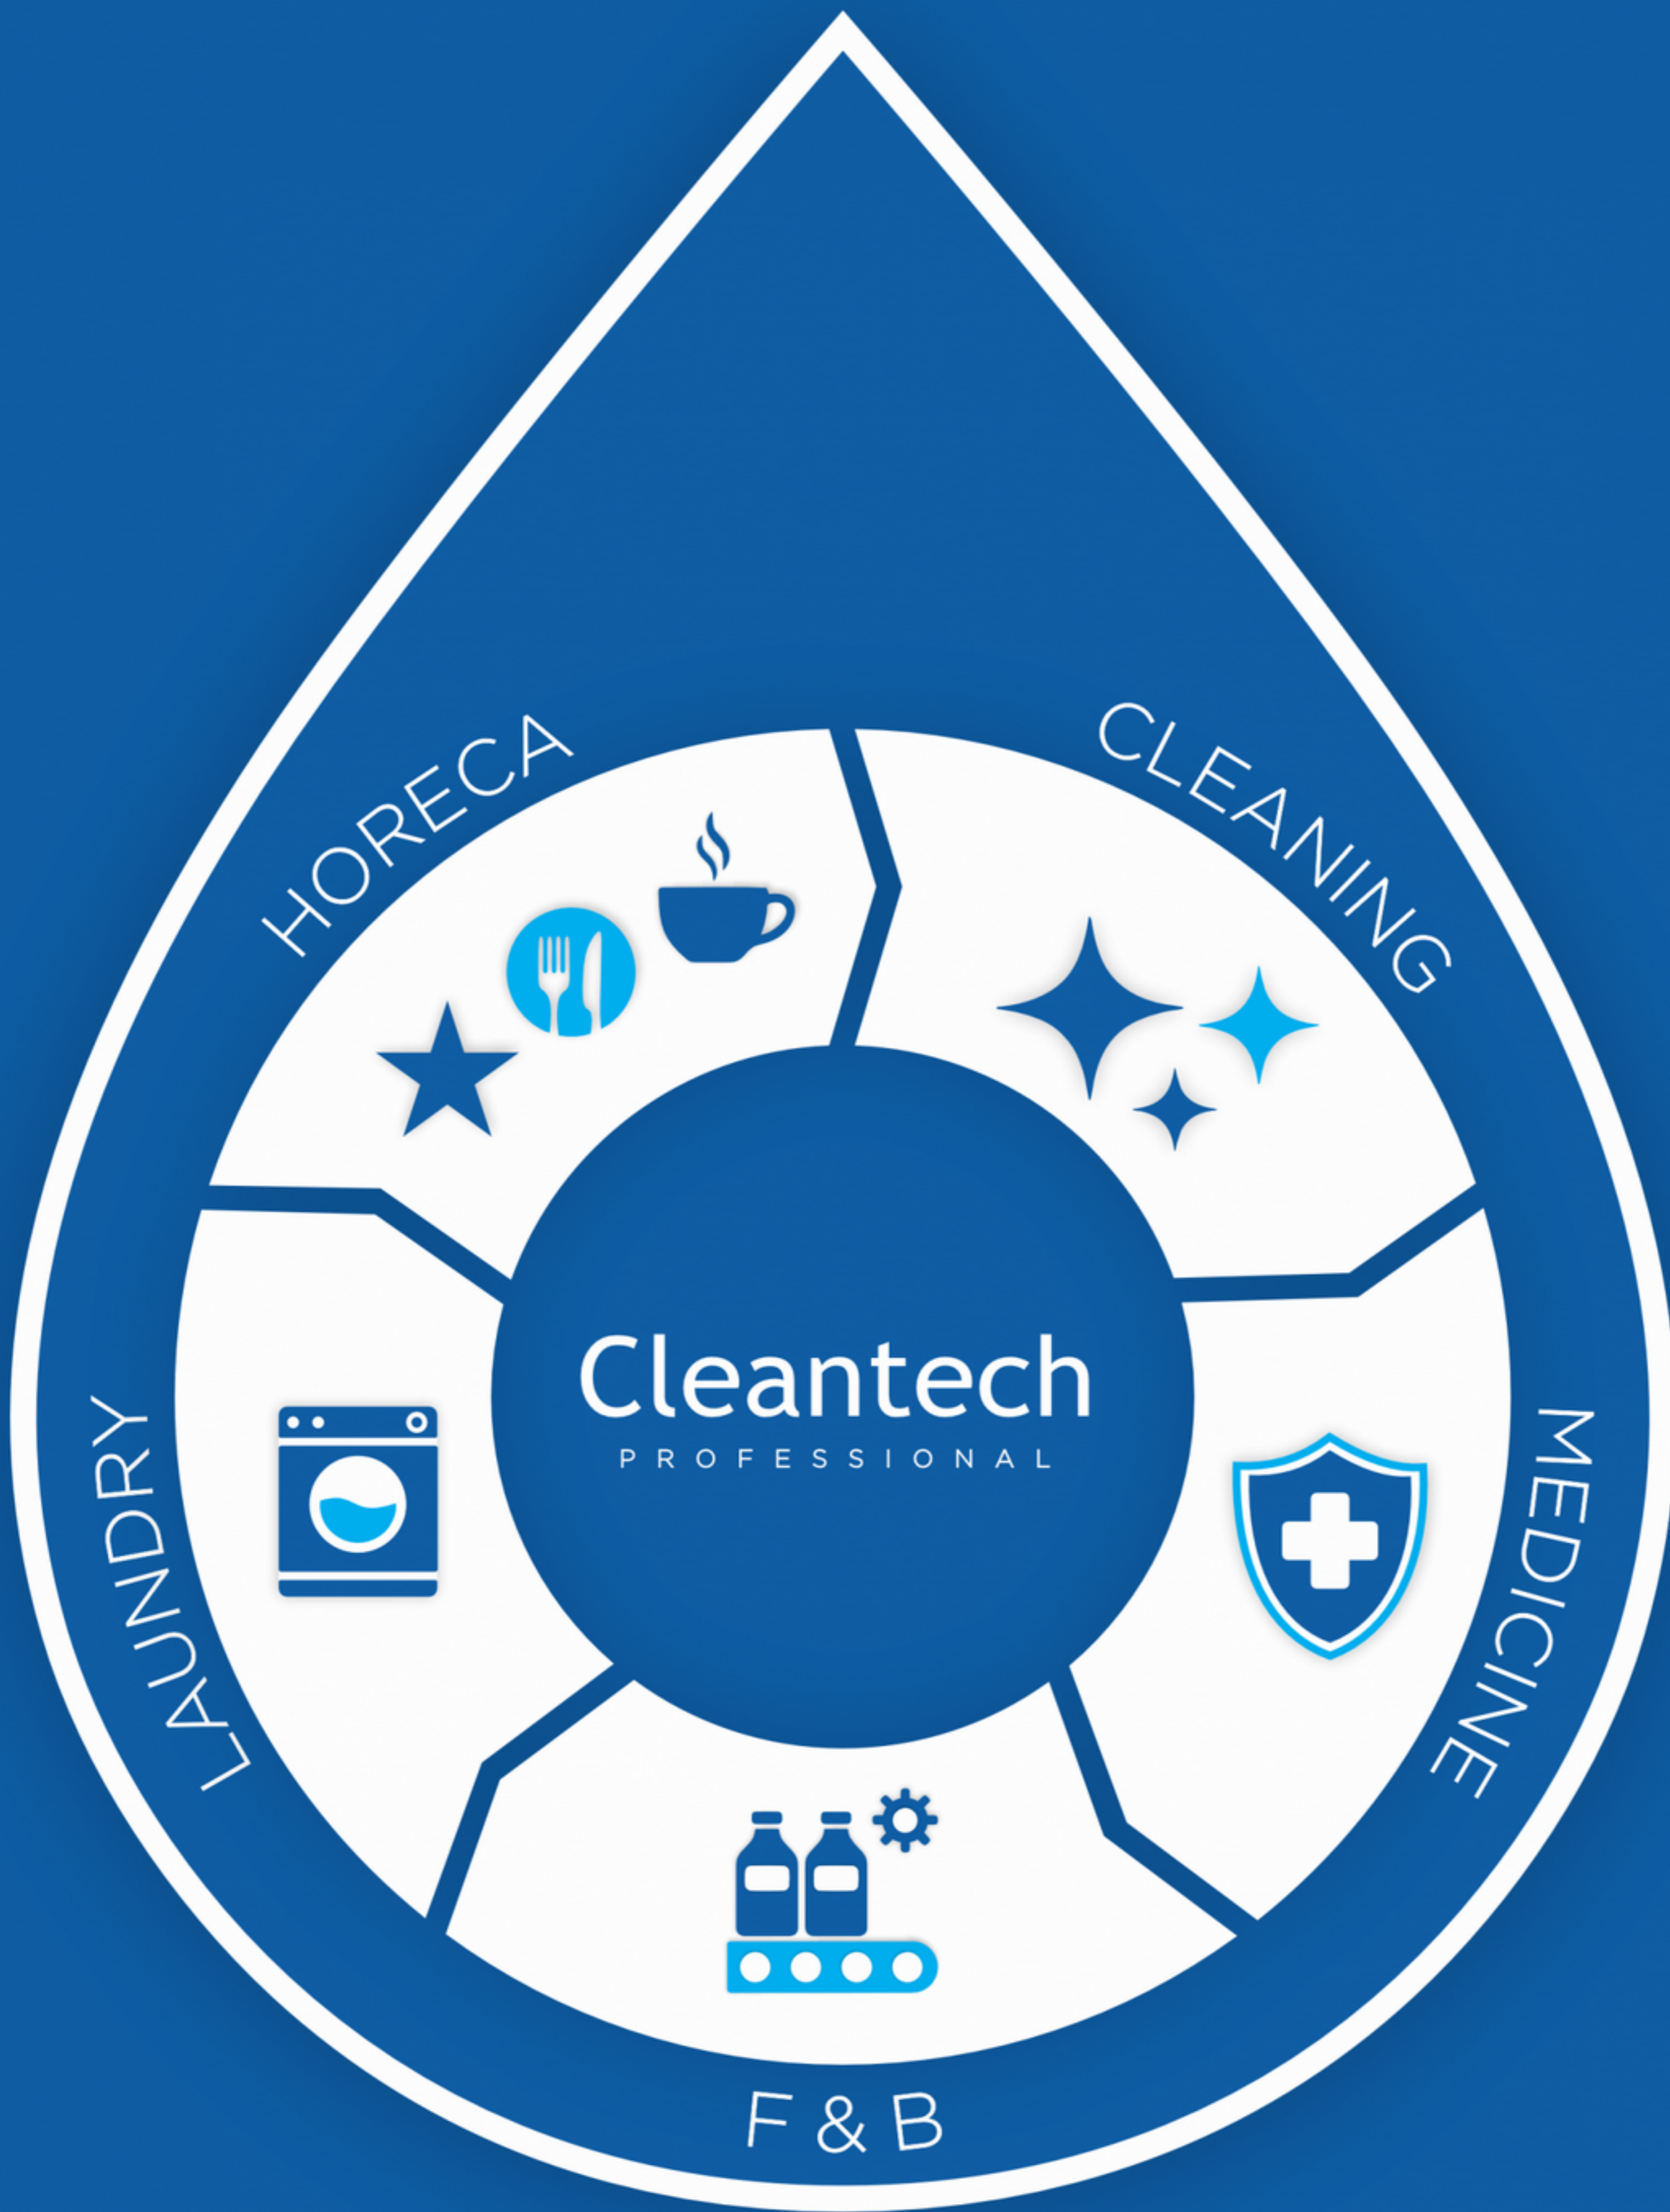 HORECA
CLEANING
Cleantech
PROFESSIONAL
LAUNDRY
MEDICINE
F & B